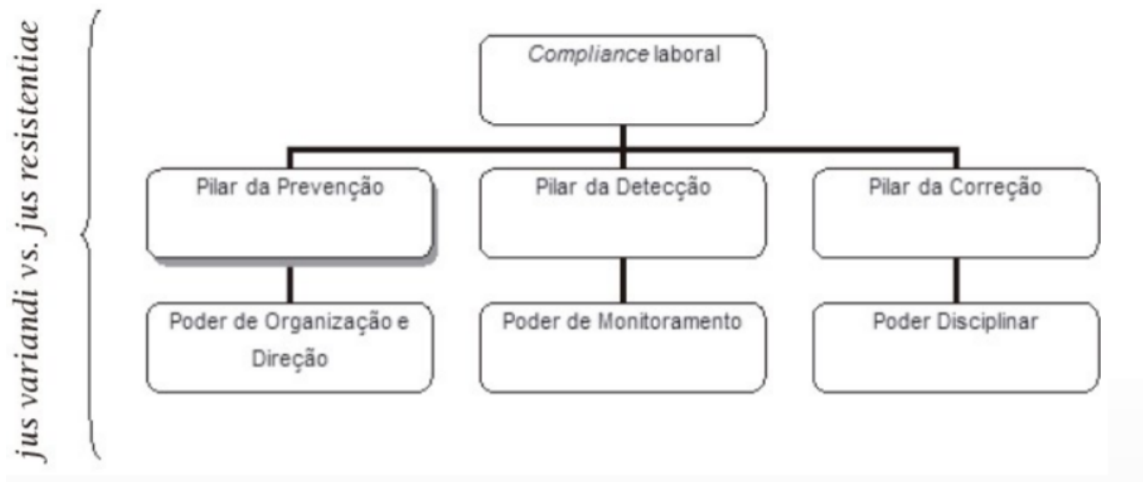 jus variandi vs. jus resistentiae
Compliance laboral
Pilar da Prevenção
Pilar da Detecção
Pilar da Correção
Poder de Organização e
Direção
Poder de Monitoramento
Poder Disciplinar